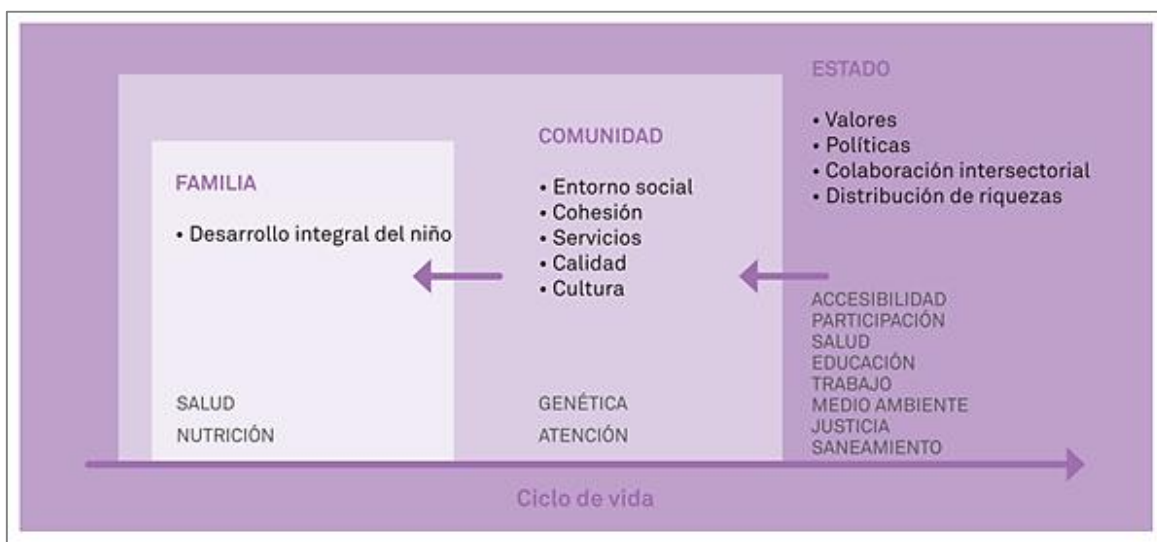 FAMILIA
• Desarrollo integral del niño
SALUD
NUTRICIÓN
COMUNIDAD
• Entorno social
• Cohesión
• Servicios
• Calidad
• Cultura
GENÉTICA
ATENCIÓN
ESTADO
• Valores
• Políticas
• Colaboración intersectorial
• Distribución de riquezas
ACCESIBILIDAD
PARTICIPACIÓN
SALUD
EDUCACIÓN
TRABAJO
MEDIO AMBIENTE
JUSTICIA
SANEAMIENTO
Ciclo de vida